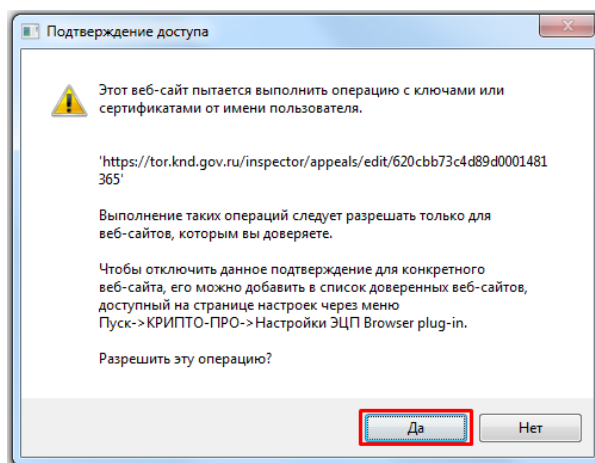 Подтверждение доступа
Этот веб-сайт пытается выполнить операцию с ключами или
сертификатами от имени пользователя.
'https://tor.knd.gov.ru/inspector/appeals/edit/620cbb73c4d89d0001481
365'
Выполнение таких операций следует разрешать только для
веб-сайтов, которым вы доверяете.
Чтобы отключить данное подтверждение для конкретного
веб-сайта, его можно добавить в список доверенных веб-сайтов,
доступный на странице настроек через меню
Пуск->КРИПТО-ПРО->Настройки ЭЦП Browser plug-in.
Разрешить эту операцию?
Да
Нет